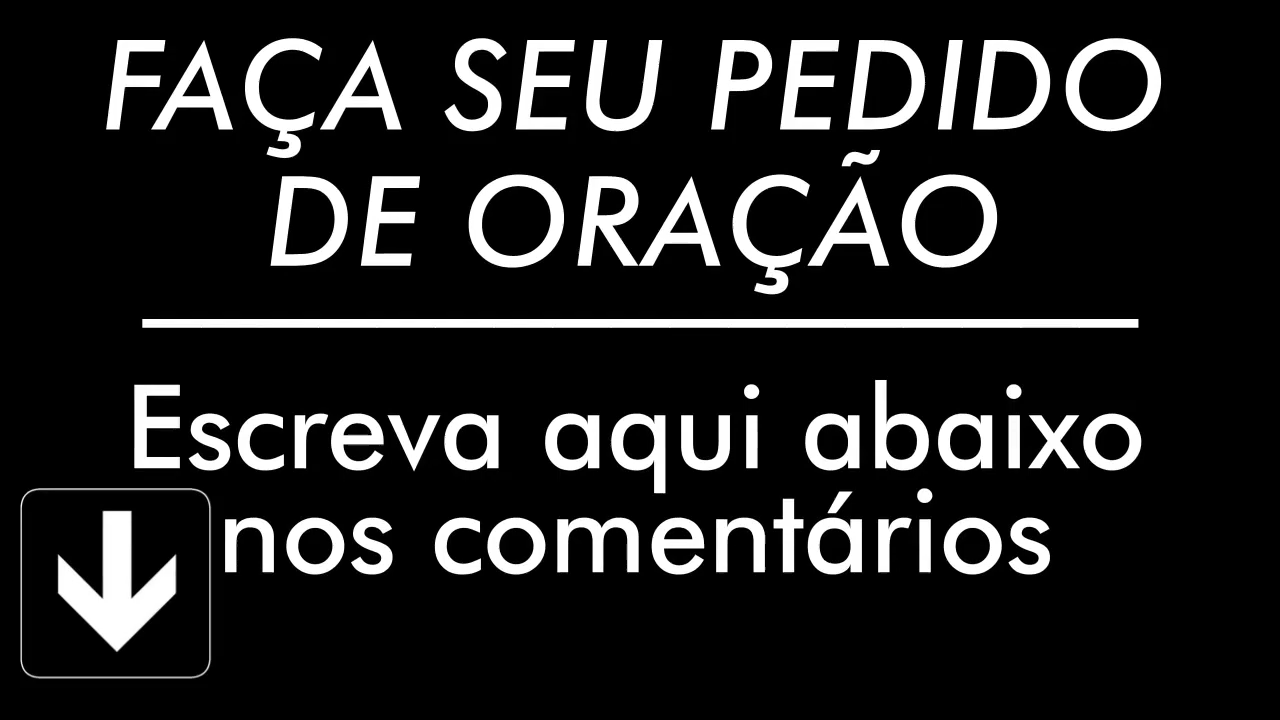 FAÇA SEU PEDIDO
DE ORAÇÃO
Escreva aqui abaixo
nos comentários